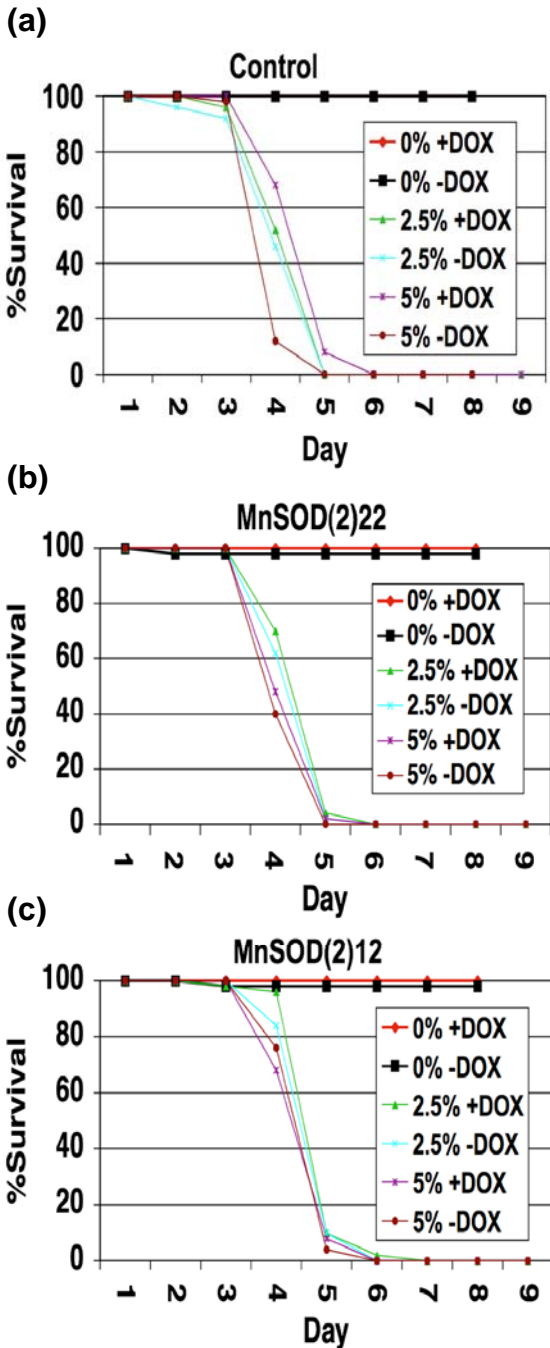 (a)
Control
100
80
60
40
20
0
%Survival
0% +DOX
0% -DOX
2.5% +DOX
2.5% -DOX
5% +DOX
5% -DOX
1 2 3 4 5 6 7 8 9
Day
(b)
MnSOD(2)22
100
80
60
40
20
0
%Survival
0% +DOX
0% -DOX
2.5% +DOX
2.5% -DOX
5% +DOX
5% -DOX
1 2 3 4 5 6 7 8 9
Day
(c)
MnSOD(2)12
100
80
60
40
20
0
%Survival
0% +DOX
0% -DOX
2.5% +DOX
2.5% -DOX
5% +DOX
5% -DOX
1 2 3 4 5 6 7 8 9
Day